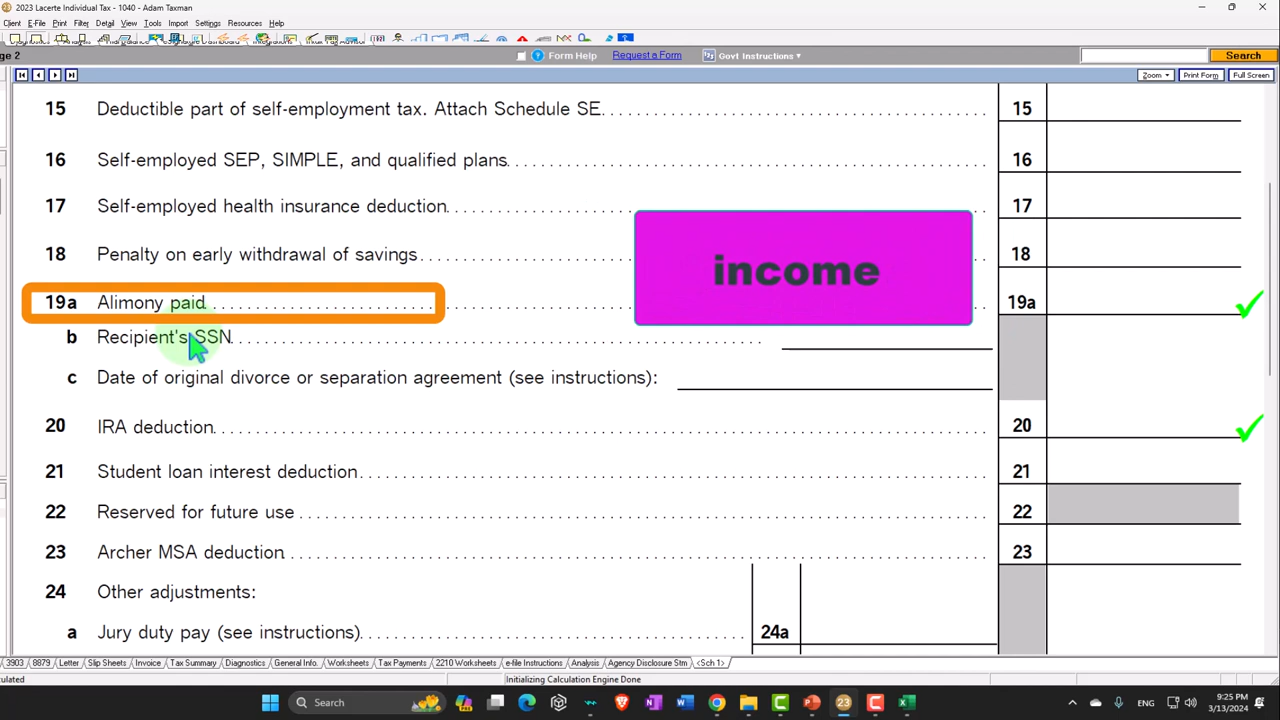 2023 Lacerte Individual Tax - 1040 - Adam Taxman
Client E-File Print Filter Detail View Tools Import Settings Resources Help
ge 2 Form Help Request a Form Govt Instructions Search
Zoom Print Form Full Screen
15 Deductible part of self-employment tax. Attach Schedule SE 15
16 Self-employed SEP, SIMPLE, and qualified plans 16
17 Self-employed health insurance deduction 17
18 Penalty on early withdrawal of savings 18
income
19a Alimony paid 19a
b Recipient's SSN
c Date of original divorce or separation agreement (see instructions):
20 IRA deduction 20
21 Student loan interest deduction 21
22 Reserved for future use 22
23 Archer MSA deduction 23
24 Other adjustments:
a Jury duty pay (see instructions) 24a
3903 8879 Letter Slip Sheets Invoice Tax Summary Diagnostics General Info. Worksheets Tax Payments 2210 Worksheets e-file Instructions Analysis Agency Disclosure Stm <Sch 1>
culated Initializing Calculation Engine Done
Search 23 ENG 9:25 PM
3/13/2024